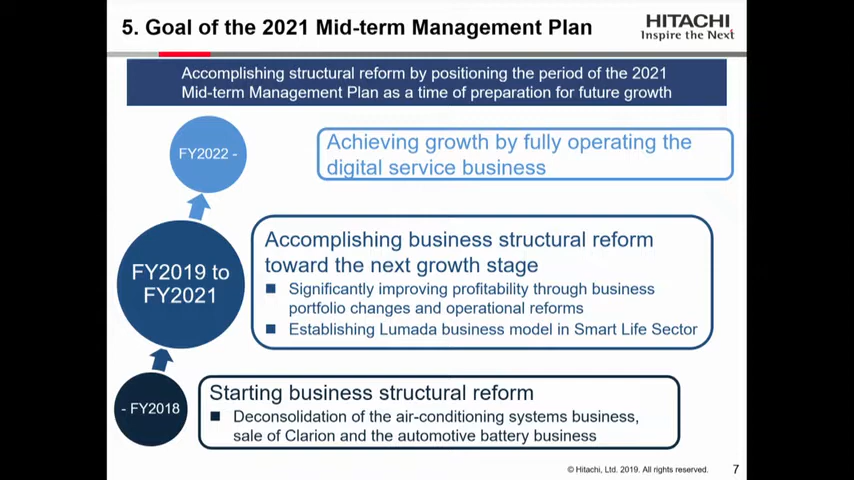 5. Goal of the 2021 Mid-term Management Plan
HITACHI
Inspire the Next
Accomplishing structural reform by positioning the period of the 2021
Mid-term Management Plan as a time of preparation for future growth
FY2022 -
Achieving growth by fully operating the
digital service business
FY2019 to
FY2021
Accomplishing business structural reform
toward the next growth stage
■ Significantly improving profitability through business
portfolio changes and operational reforms
■ Establishing Lumada business model in Smart Life Sector
- FY2018
Starting business structural reform
■ Deconsolidation of the air-conditioning systems business,
sale of Clarion and the automotive battery business
© Hitachi, Ltd. 2019. All rights reserved.
7